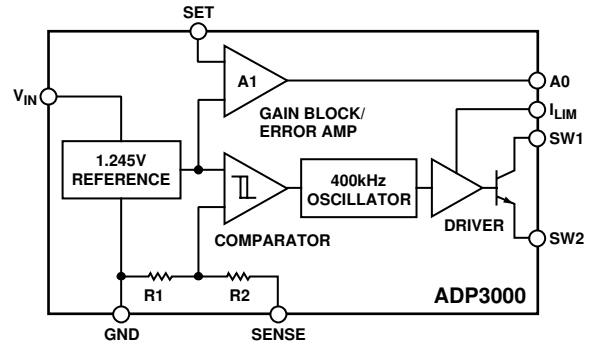 SET
V_IN
A1
A0
GAIN BLOCK/
ERROR AMP
I_LIM
SW1
1.245V
REFERENCE
400kHz
OSCILLATOR
DRIVER
COMPARATOR
SW2
R1
R2
ADP3000
GND
SENSE